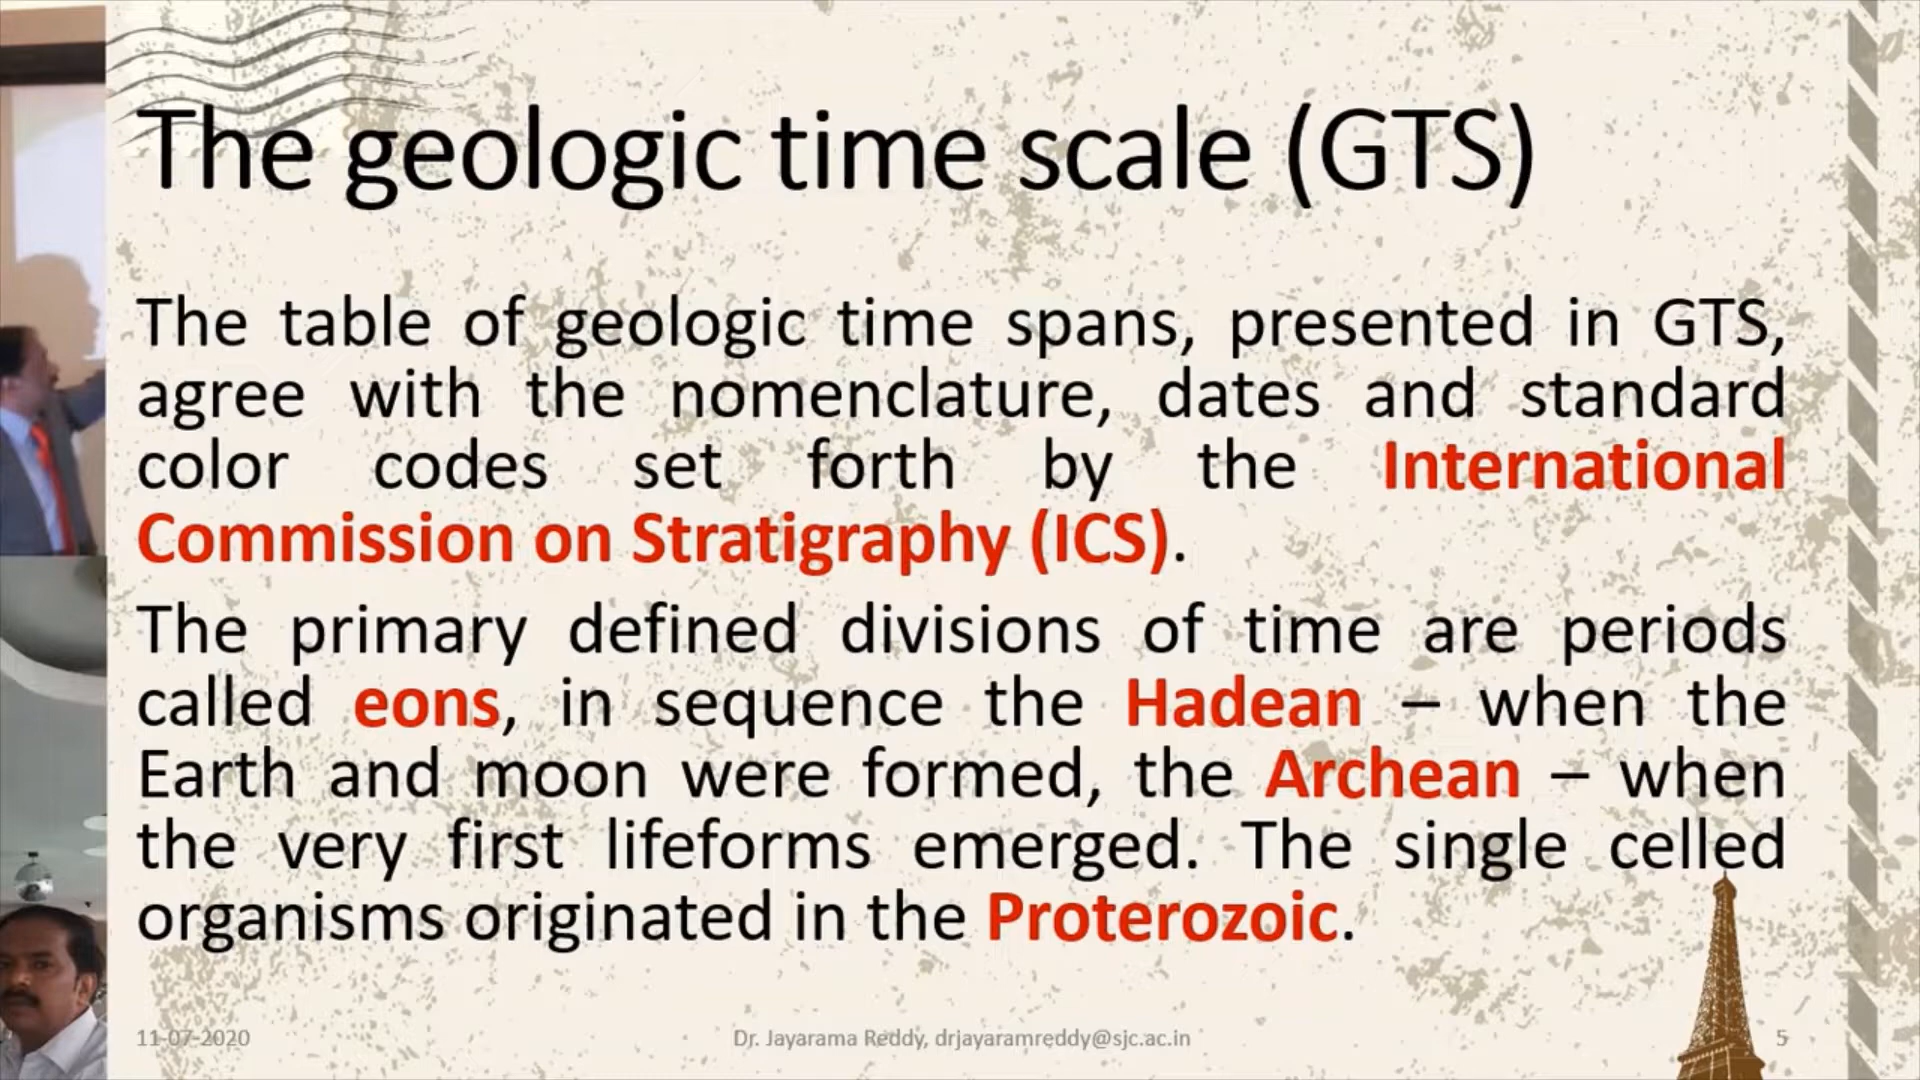 The geologic time scale (GTS)
The table of geologic time spans, presented in GTS,
agree with the nomenclature, dates and standard
color codes set forth by the International
Commission on Stratigraphy (ICS).
The primary defined divisions of time are periods
called eons, in sequence the Hadean – when the
Earth and moon were formed, the Archean – when
the very first lifeforms emerged. The single celled
organisms originated in the Proterozoic.
11-07-2020
Dr. Jayarama Reddy, drjayaramreddy@sjc.ac.in
5